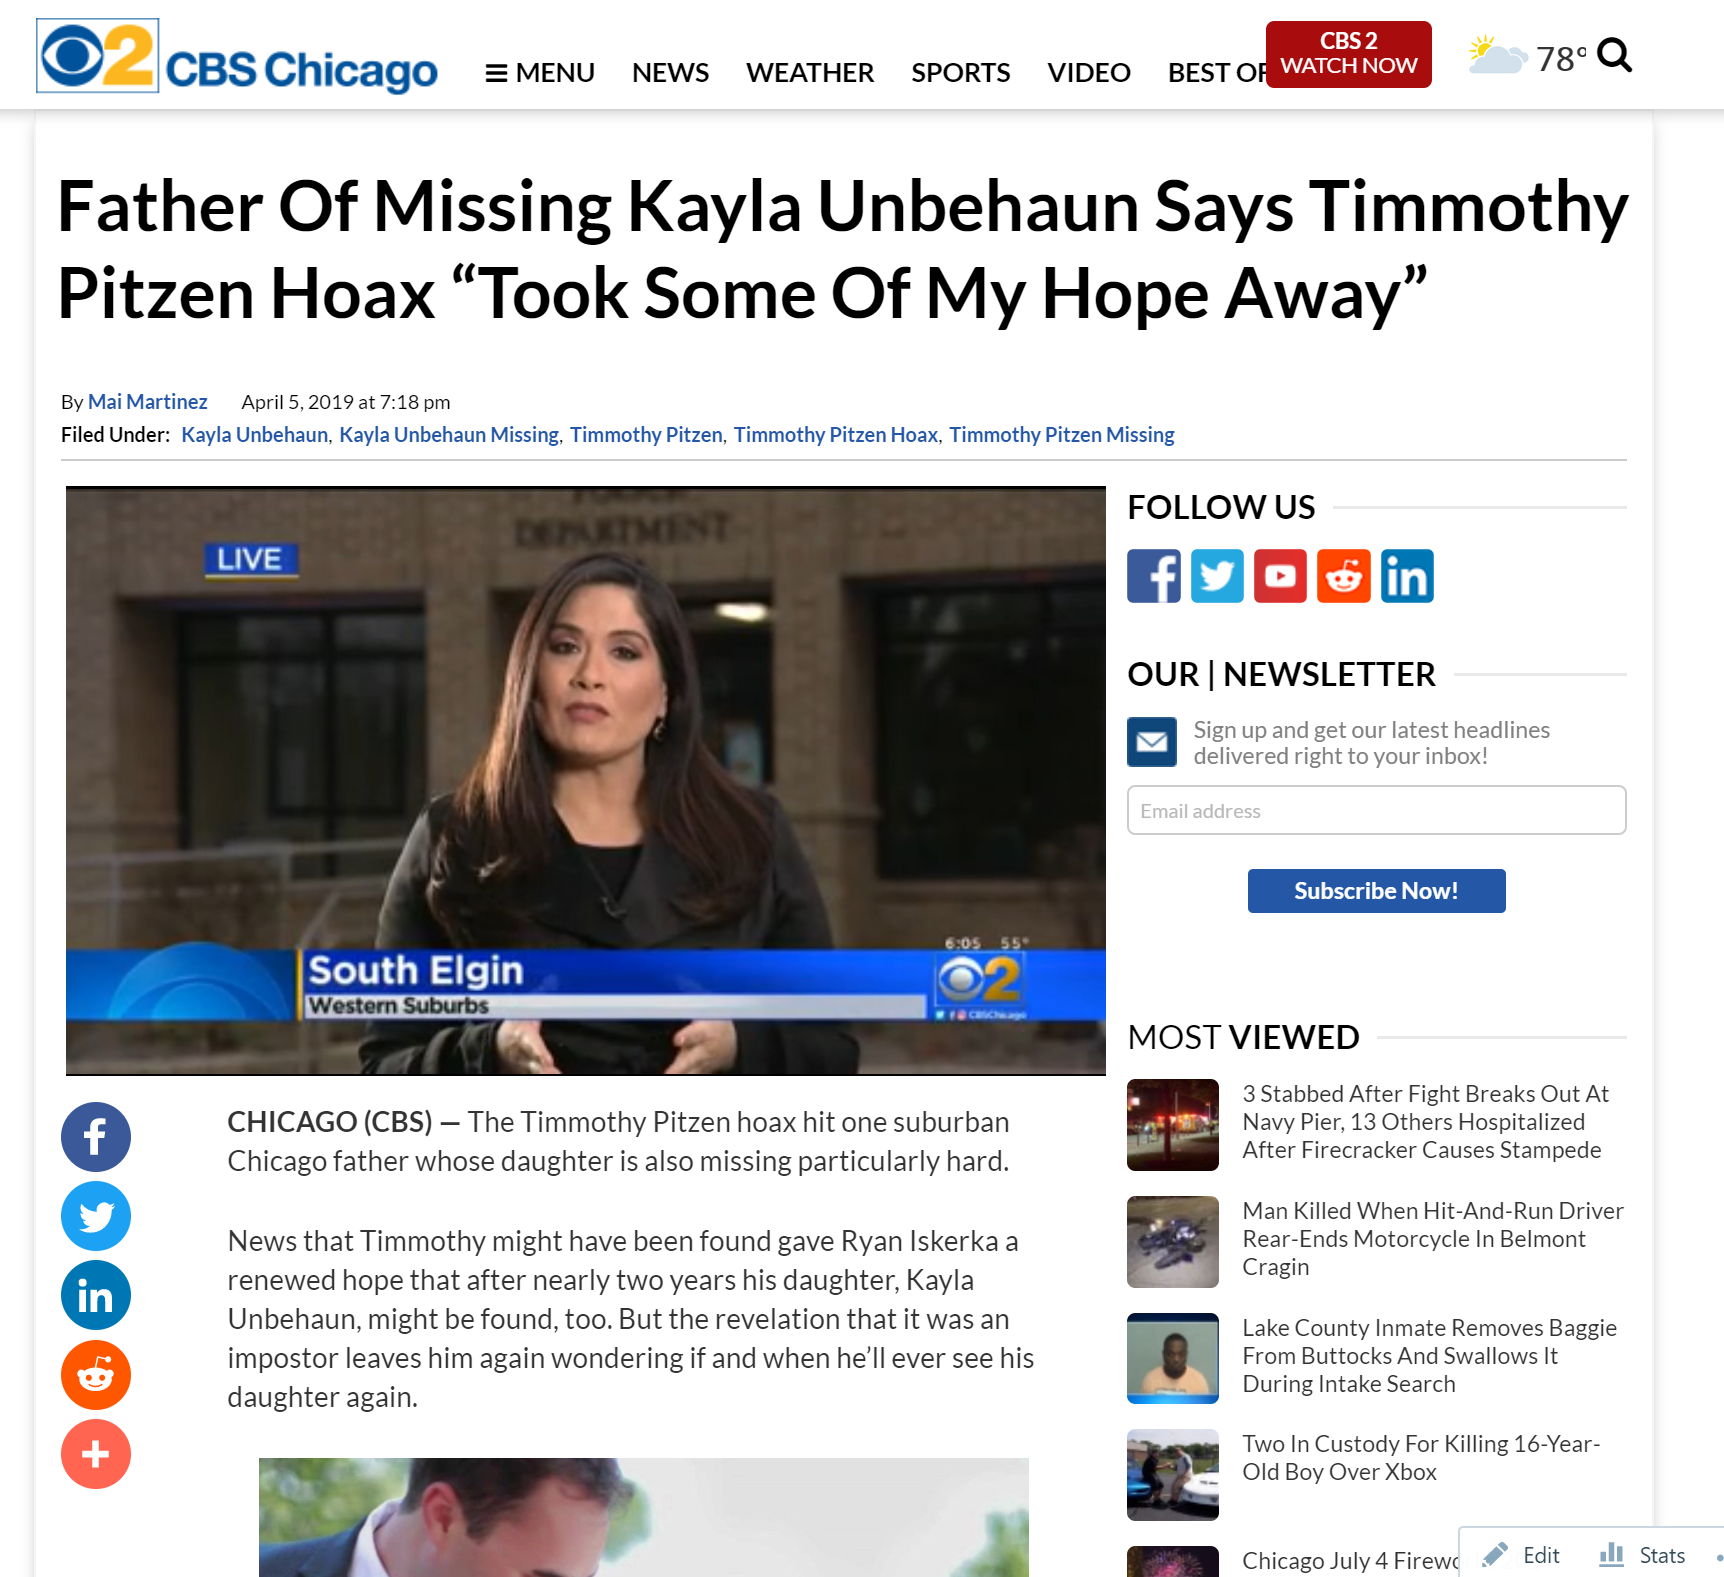 2 CBS Chicago
MENU NEWS WEATHER SPORTS VIDEO BEST OF
CBS 2
WATCH NOW
78°
Father Of Missing Kayla Unbehaun Says Timmothy
Pitzen Hoax “Took Some Of My Hope Away”
By Mai Martinez April 5, 2019 at 7:18 pm
Filed Under: Kayla Unbehaun, Kayla Unbehaun Missing, Timmothy Pitzen, Timmothy Pitzen Hoax, Timmothy Pitzen Missing
DEPARTMENT
LIVE
6:05 55°
South Elgin
Western Suburbs
2
CBSChicago
CHICAGO (CBS) — The Timmothy Pitzen hoax hit one suburban
Chicago father whose daughter is also missing particularly hard.
News that Timmothy might have been found gave Ryan Iskerka a
renewed hope that after nearly two years his daughter, Kayla
Unbehaun, might be found, too. But the revelation that it was an
impostor leaves him again wondering if and when he’ll ever see his
daughter again.
FOLLOW US
OUR | NEWSLETTER
Sign up and get our latest headlines
delivered right to your inbox!
Email address
Subscribe Now!
MOST VIEWED
3 Stabbed After Fight Breaks Out At
Navy Pier, 13 Others Hospitalized
After Firecracker Causes Stampede
Man Killed When Hit-And-Run Driver
Rear-Ends Motorcycle In Belmont
Cragin
Lake County Inmate Removes Baggie
From Buttocks And Swallows It
During Intake Search
Two In Custody For Killing 16-Year-
Old Boy Over Xbox
Chicago July 4
Edit Stats